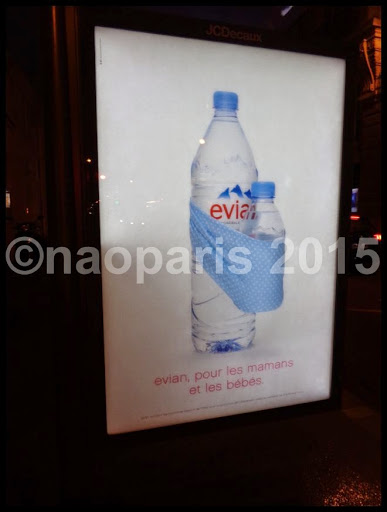 JCDecaux
evian
©naoparis 2015
evian, pour les mamans
et les bébés.